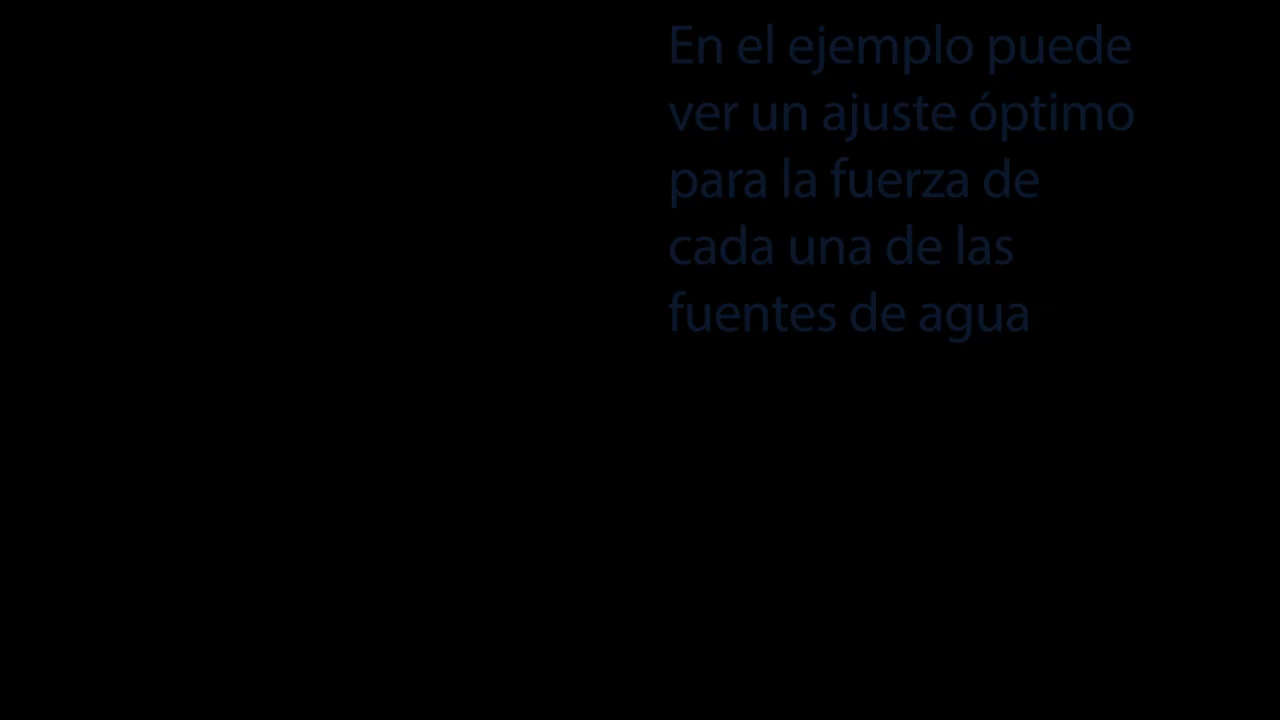 En el ejemplo puede
ver un ajuste óptimo
para la fuerza de
cada una de las
fuentes de agua